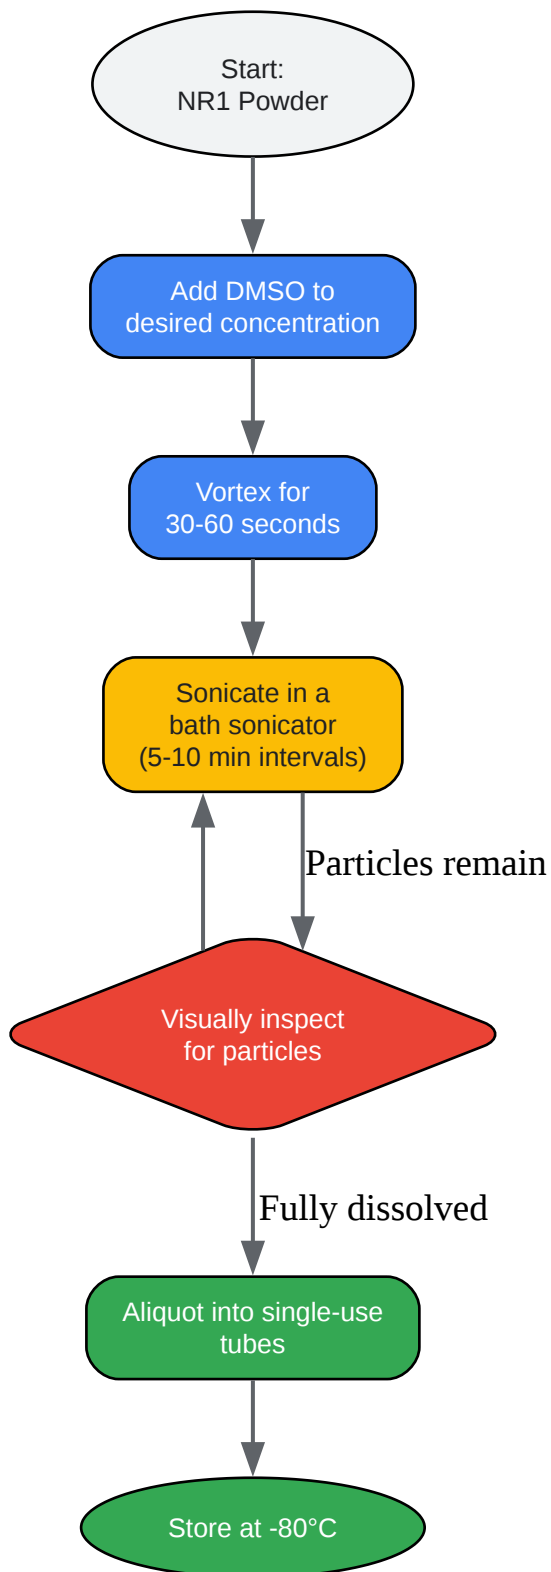 Start:
NR1 Powder
Add DMSO to
desired concentration
Vortex for
30-60 seconds
Sonicate in a
bath sonicator
(5-10 min intervals)
Particles remain
Visually inspect
for particles
Fully dissolved
Aliquot into single-use
tubes
Store at -80°C